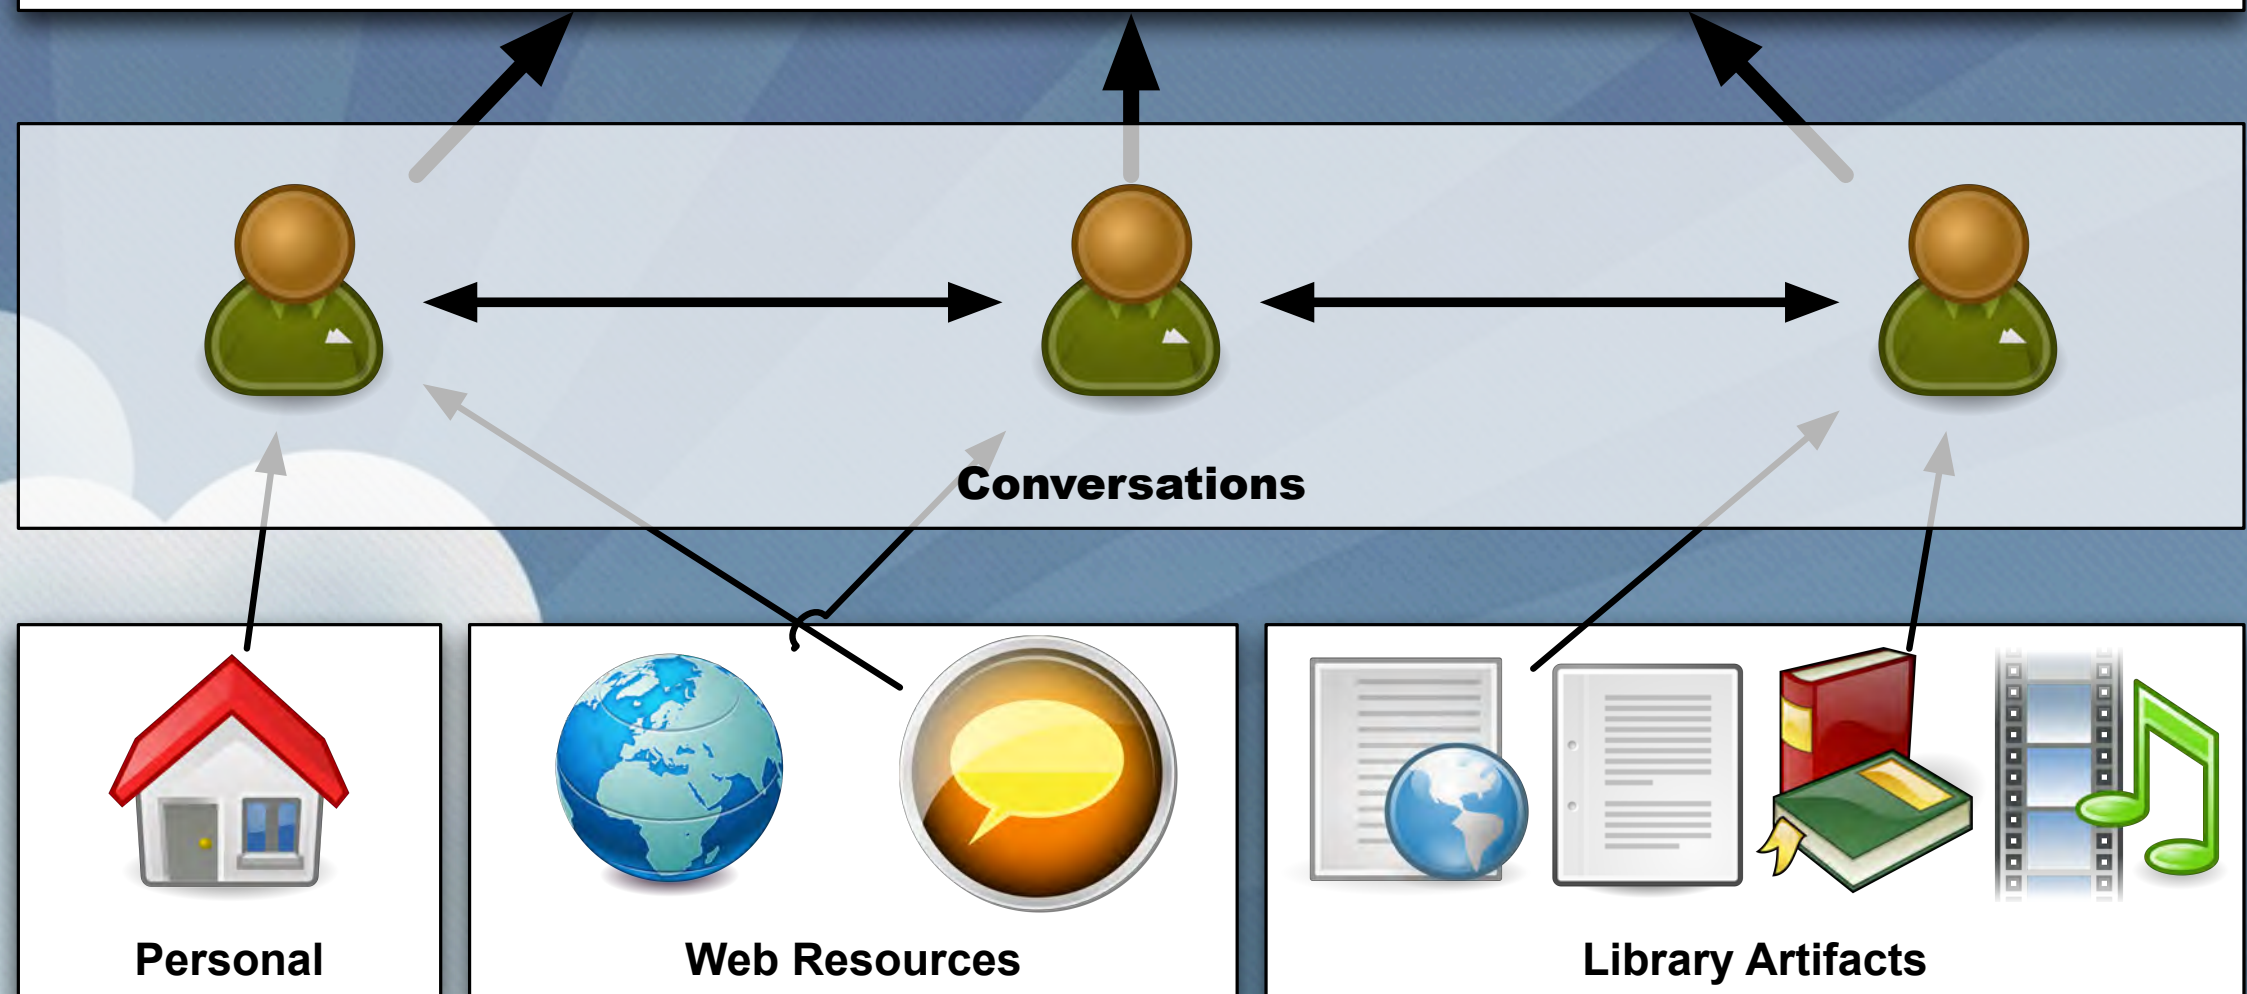 Conversations
Personal
Web Resources
Library Artifacts